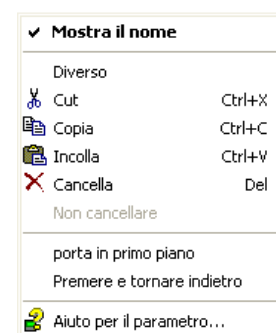 Mostra il nome
Diverso
Cut Ctrl+X
Copia Ctrl+C
Incolla Ctrl+V
Cancella Del
Non cancellare
porta in primo piano
Premere e tornare indietro
Aiuto per il parametro...